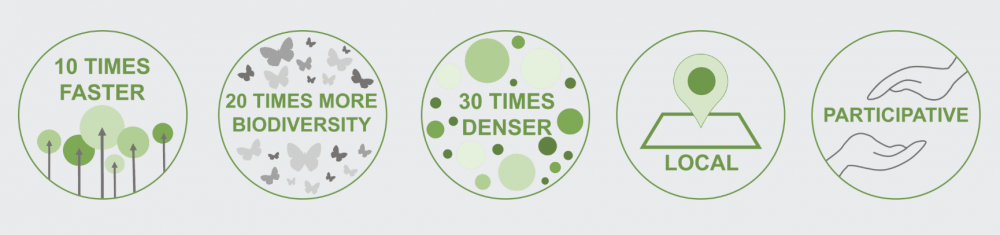 10 TIMES
FASTER
20 TIMES MORE
BIODIVERSITY
30 TIMES
DENSER
LOCAL
PARTICIPATIVE